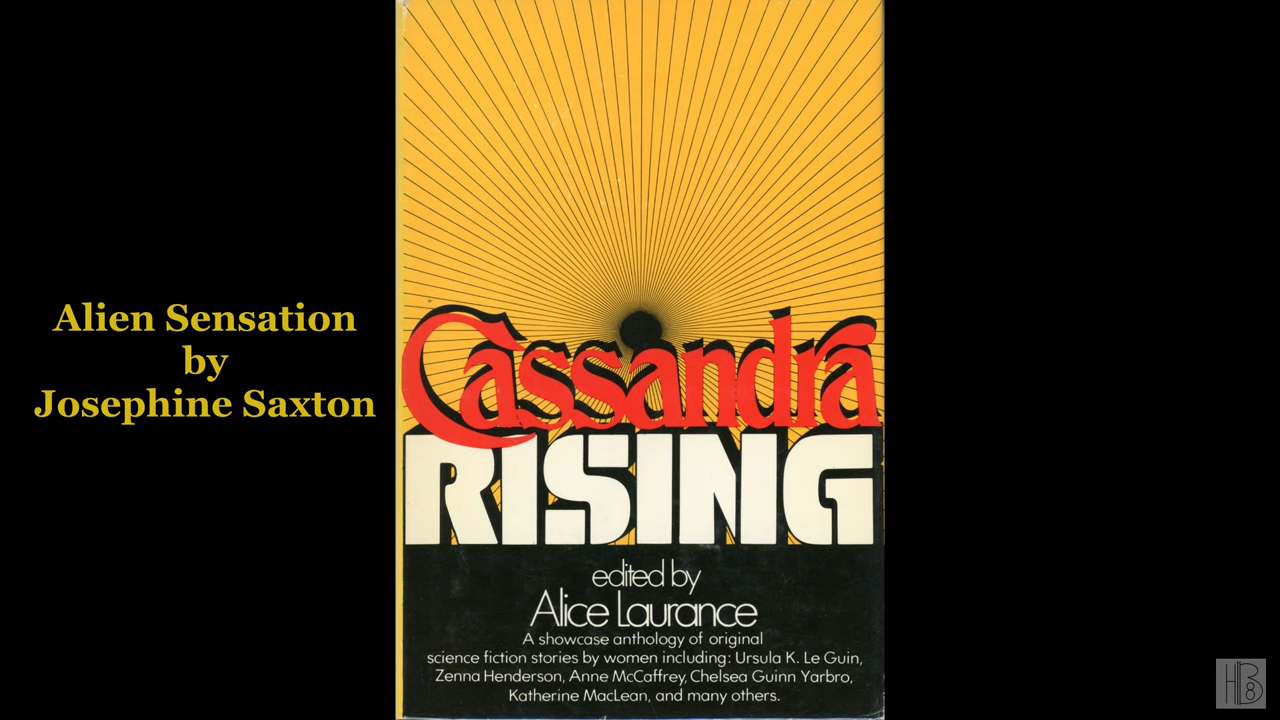 Alien Sensation
by
Josephine Saxton
Cassandra
RISING
edited by
Alice Laurance
A showcase anthology of original
science fiction stories by women including: Ursula K. Le Guin,
Zenna Henderson, Anne McCaffrey, Chelsea Guinn Yarbro,
Katherine MacLean, and many others.